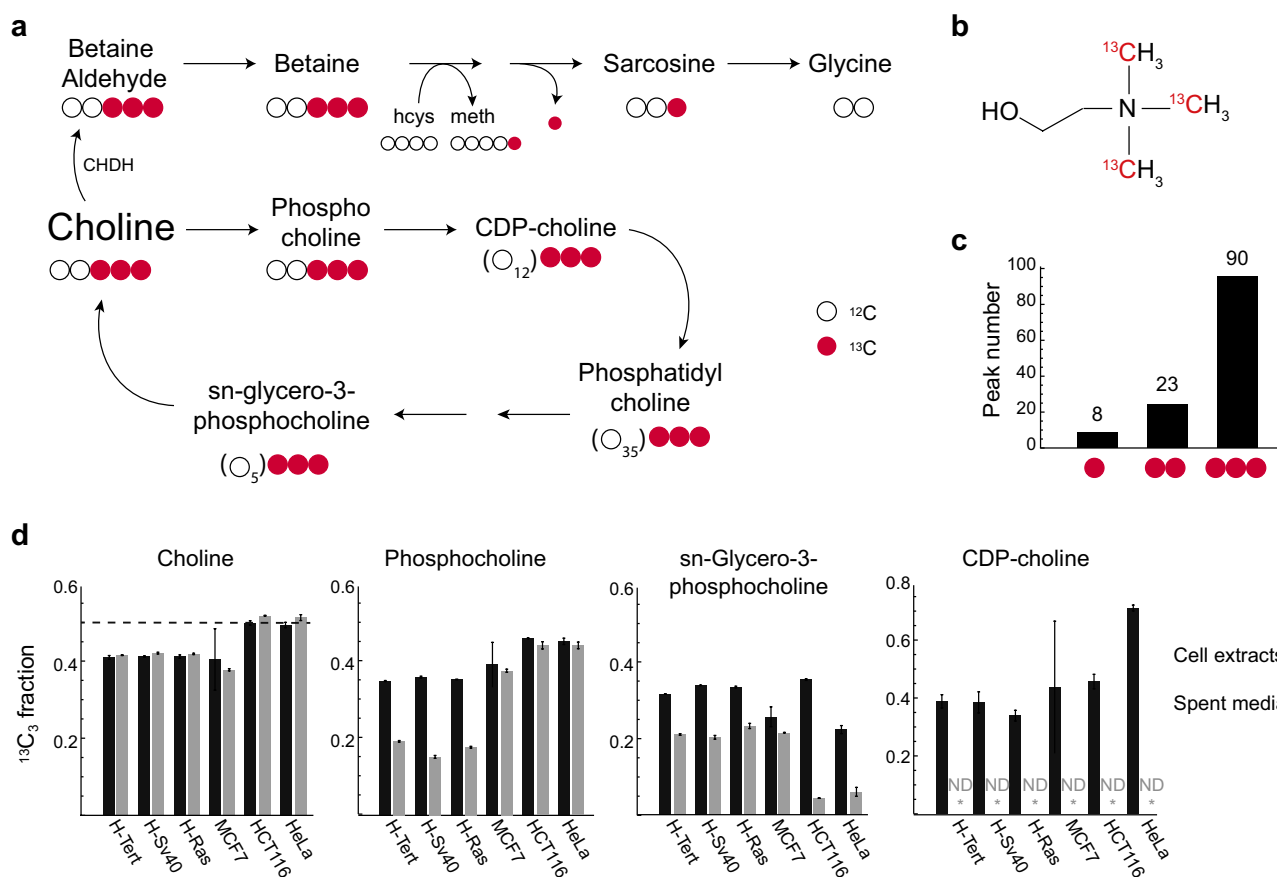 a
Betaine
Aldehyde
Betaine
Sarcosine
Glycine
hcys
meth
CHDH
Choline
Phospho
choline
CDP-choline
( 12)
12C
13C
Phosphatidyl
choline
( 35)
sn-glycero-3-
phosphocholine
( 5)
b
13CH3
HO
N
13CH3
13CH3
c
Peak number
100
80
60
40
20
0
8
23
90
d
Choline
13C3 fraction
0.6
0.4
0.2
H-Tert
H-Sv40
H-Ras
MCF7
HCT116
HeLa
Phosphocholine
0.6
0.4
0.2
H-Tert
H-Sv40
H-Ras
MCF7
HCT116
HeLa
sn-Glycero-3-
phosphocholine
0.6
0.4
0.2
H-Tert
H-Sv40
H-Ras
MCF7
HCT116
HeLa
CDP-choline
0.8
0.6
0.4
0.2
ND ND ND ND ND ND
* * * * * *
H-Tert
H-Sv40
H-Ras
MCF7
HCT116
HeLa
Cell extracts
Spent media